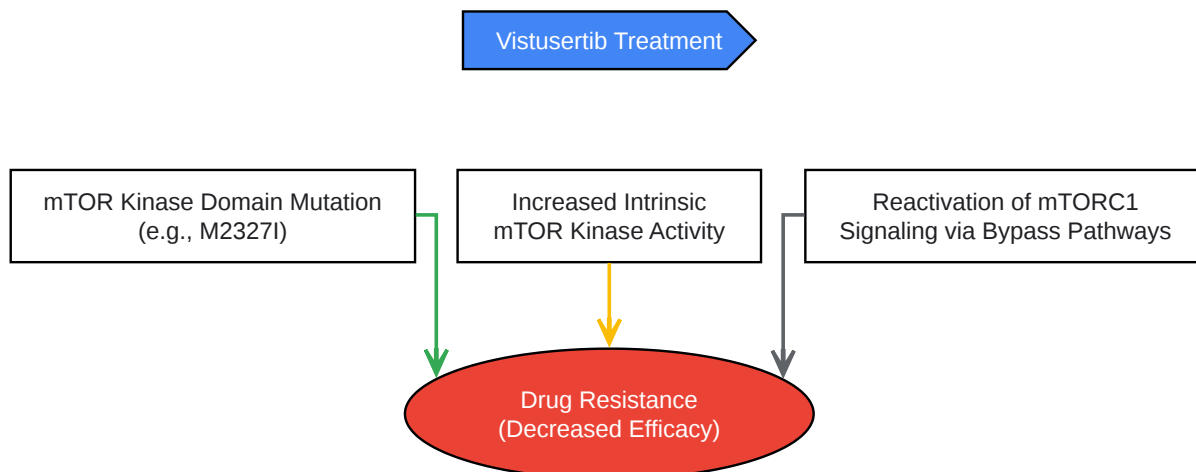 Vistusertib Treatment
mTOR Kinase Domain Mutation
(e.g., M2327I)
Increased Intrinsic
mTOR Kinase Activity
Reactivation of mTORC1
Signaling via Bypass Pathways
Drug Resistance
(Decreased Efficacy)